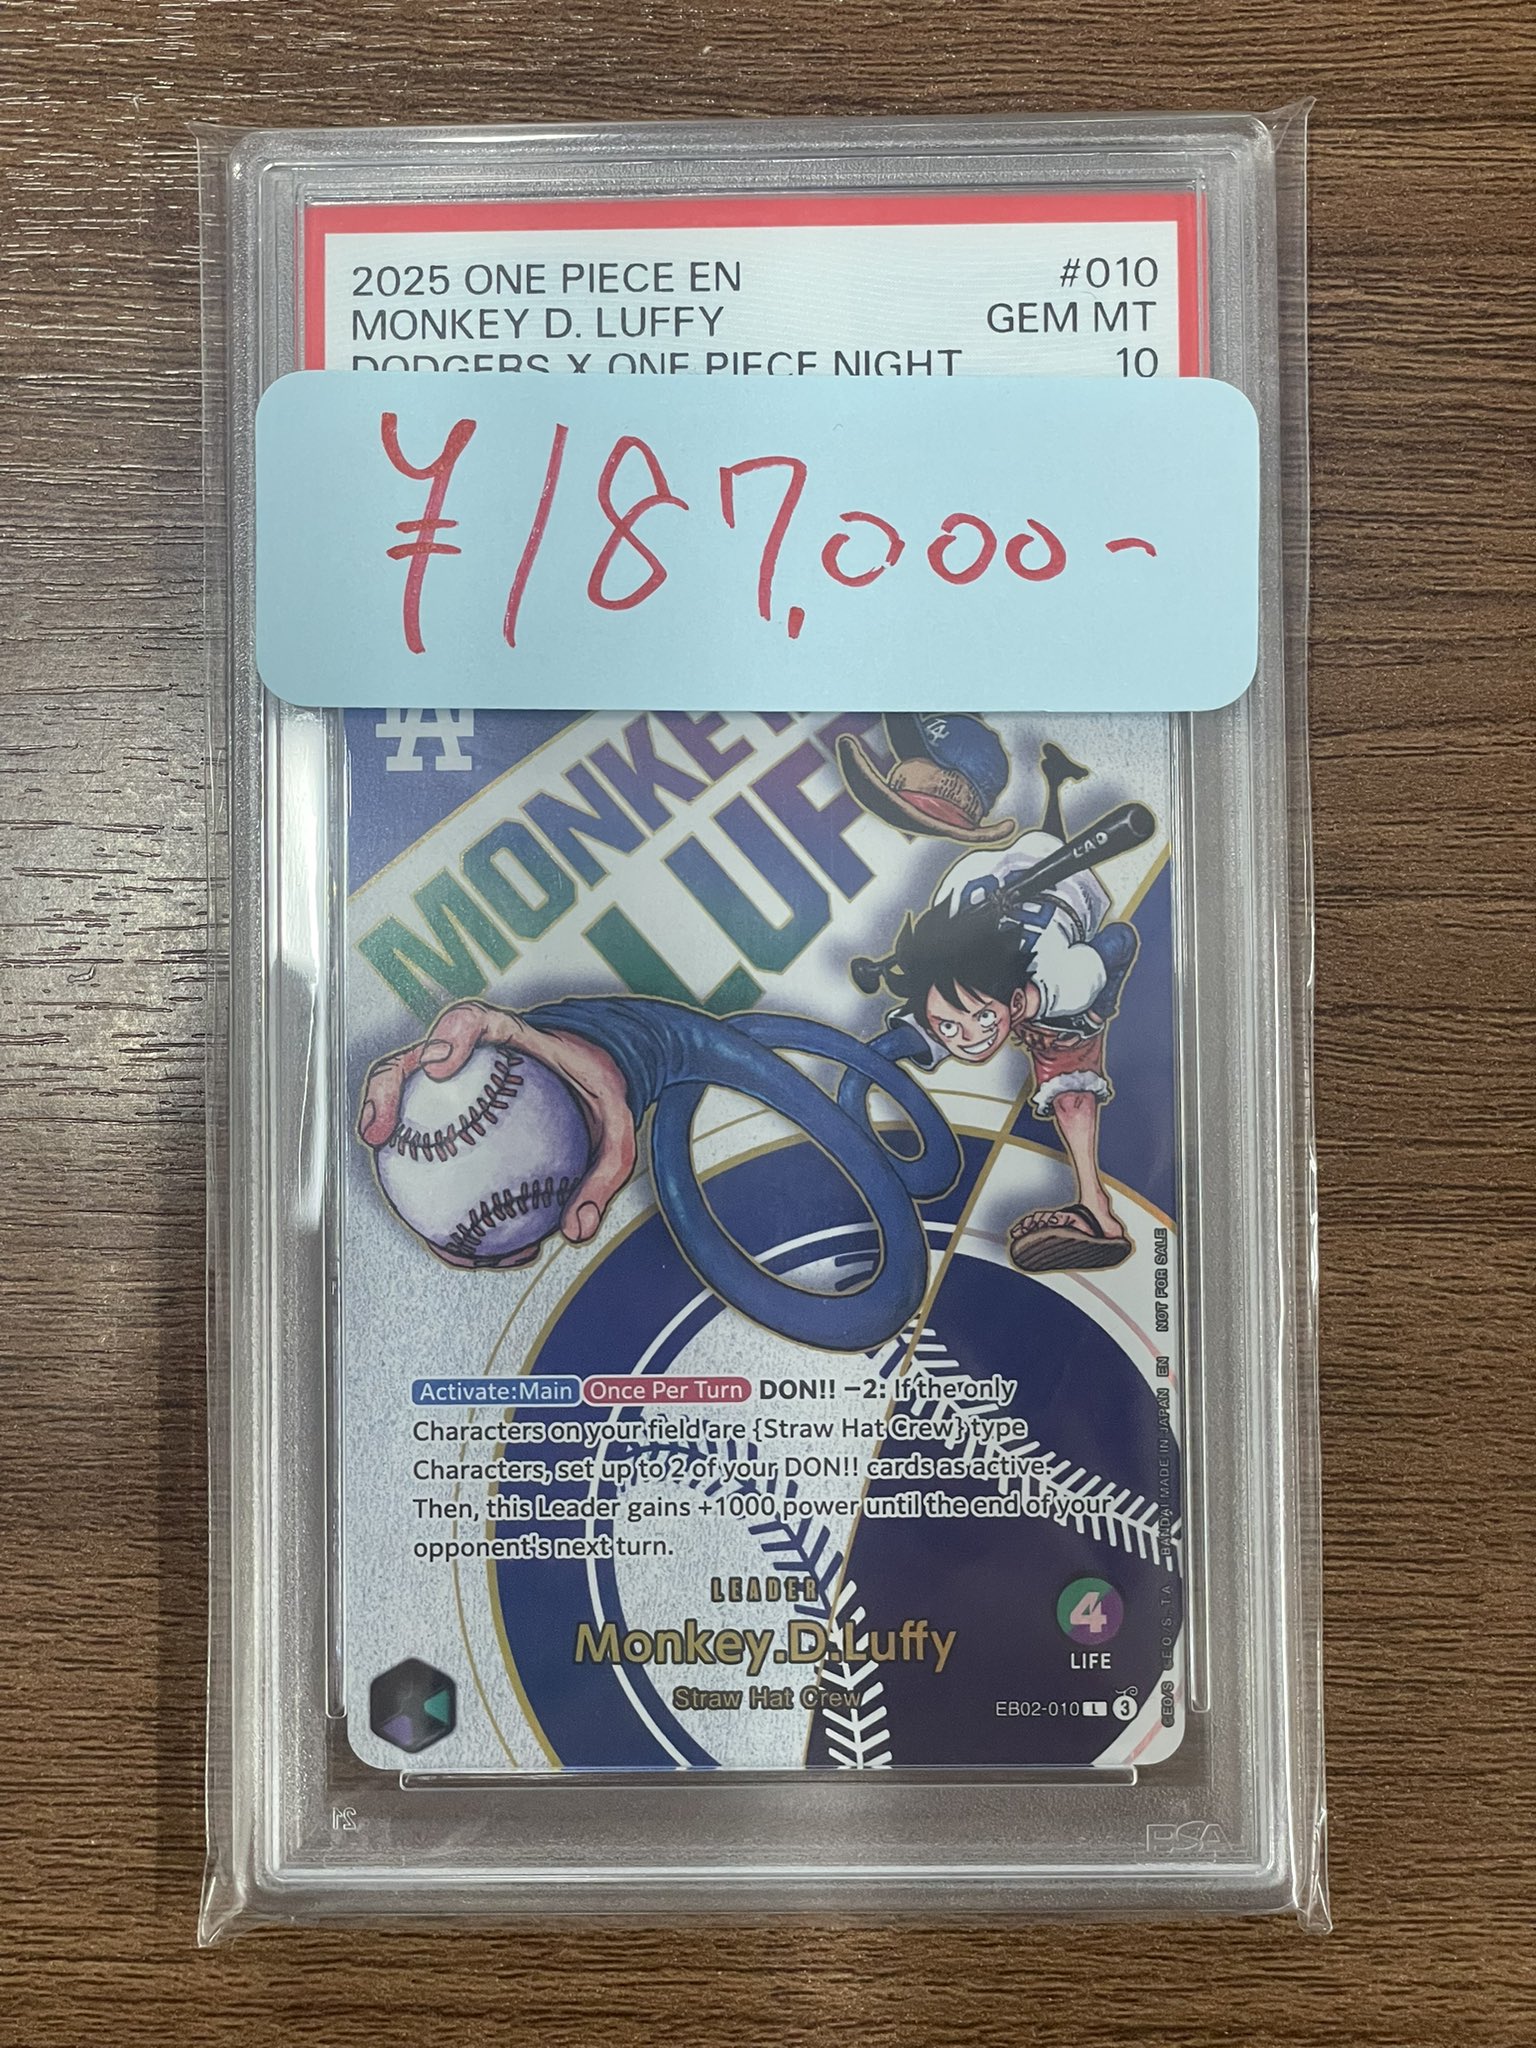 2025 ONE PIECE EN #010
MONKEY D. LUFFY GEM MT
DODGERS X ONE PIECE NIGHT 10
¥187,000-
LA
MONKEY
LUFF
LA
LAD
Activate:Main Once Per Turn DON!! −2: If the only
Characters on your field are {Straw Hat Crew} type
Characters, set up to 2 of your DON!! cards as active.
Then, this Leader gains +1000 power until the end of your
opponent's next turn.
LEADER
Monkey.D.Luffy
Straw Hat Crew
4
LIFE
EB02-010 L 3
BANDAI MADE IN JAPAN EN NOT FOR SALE
PSA